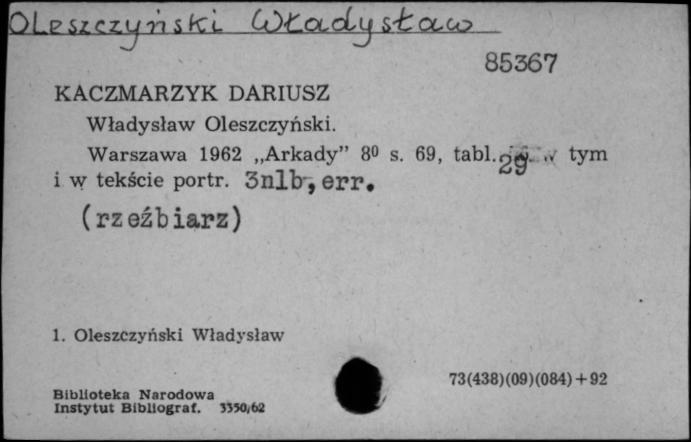 Oleszczyński Władysław
85367
KACZMARZYK DARIUSZ
Władysław Oleszczyński.
Warszawa 1962 „Arkady” 8⁰ s. 69, tabl. 29 w tym
i w tekście portr. 3nlb, err.
(rzeźbiarz)
1. Oleszczyński Władysław
73(438)(09)(084) + 92
Biblioteka Narodowa
Instytut Bibliograf. 3350/62